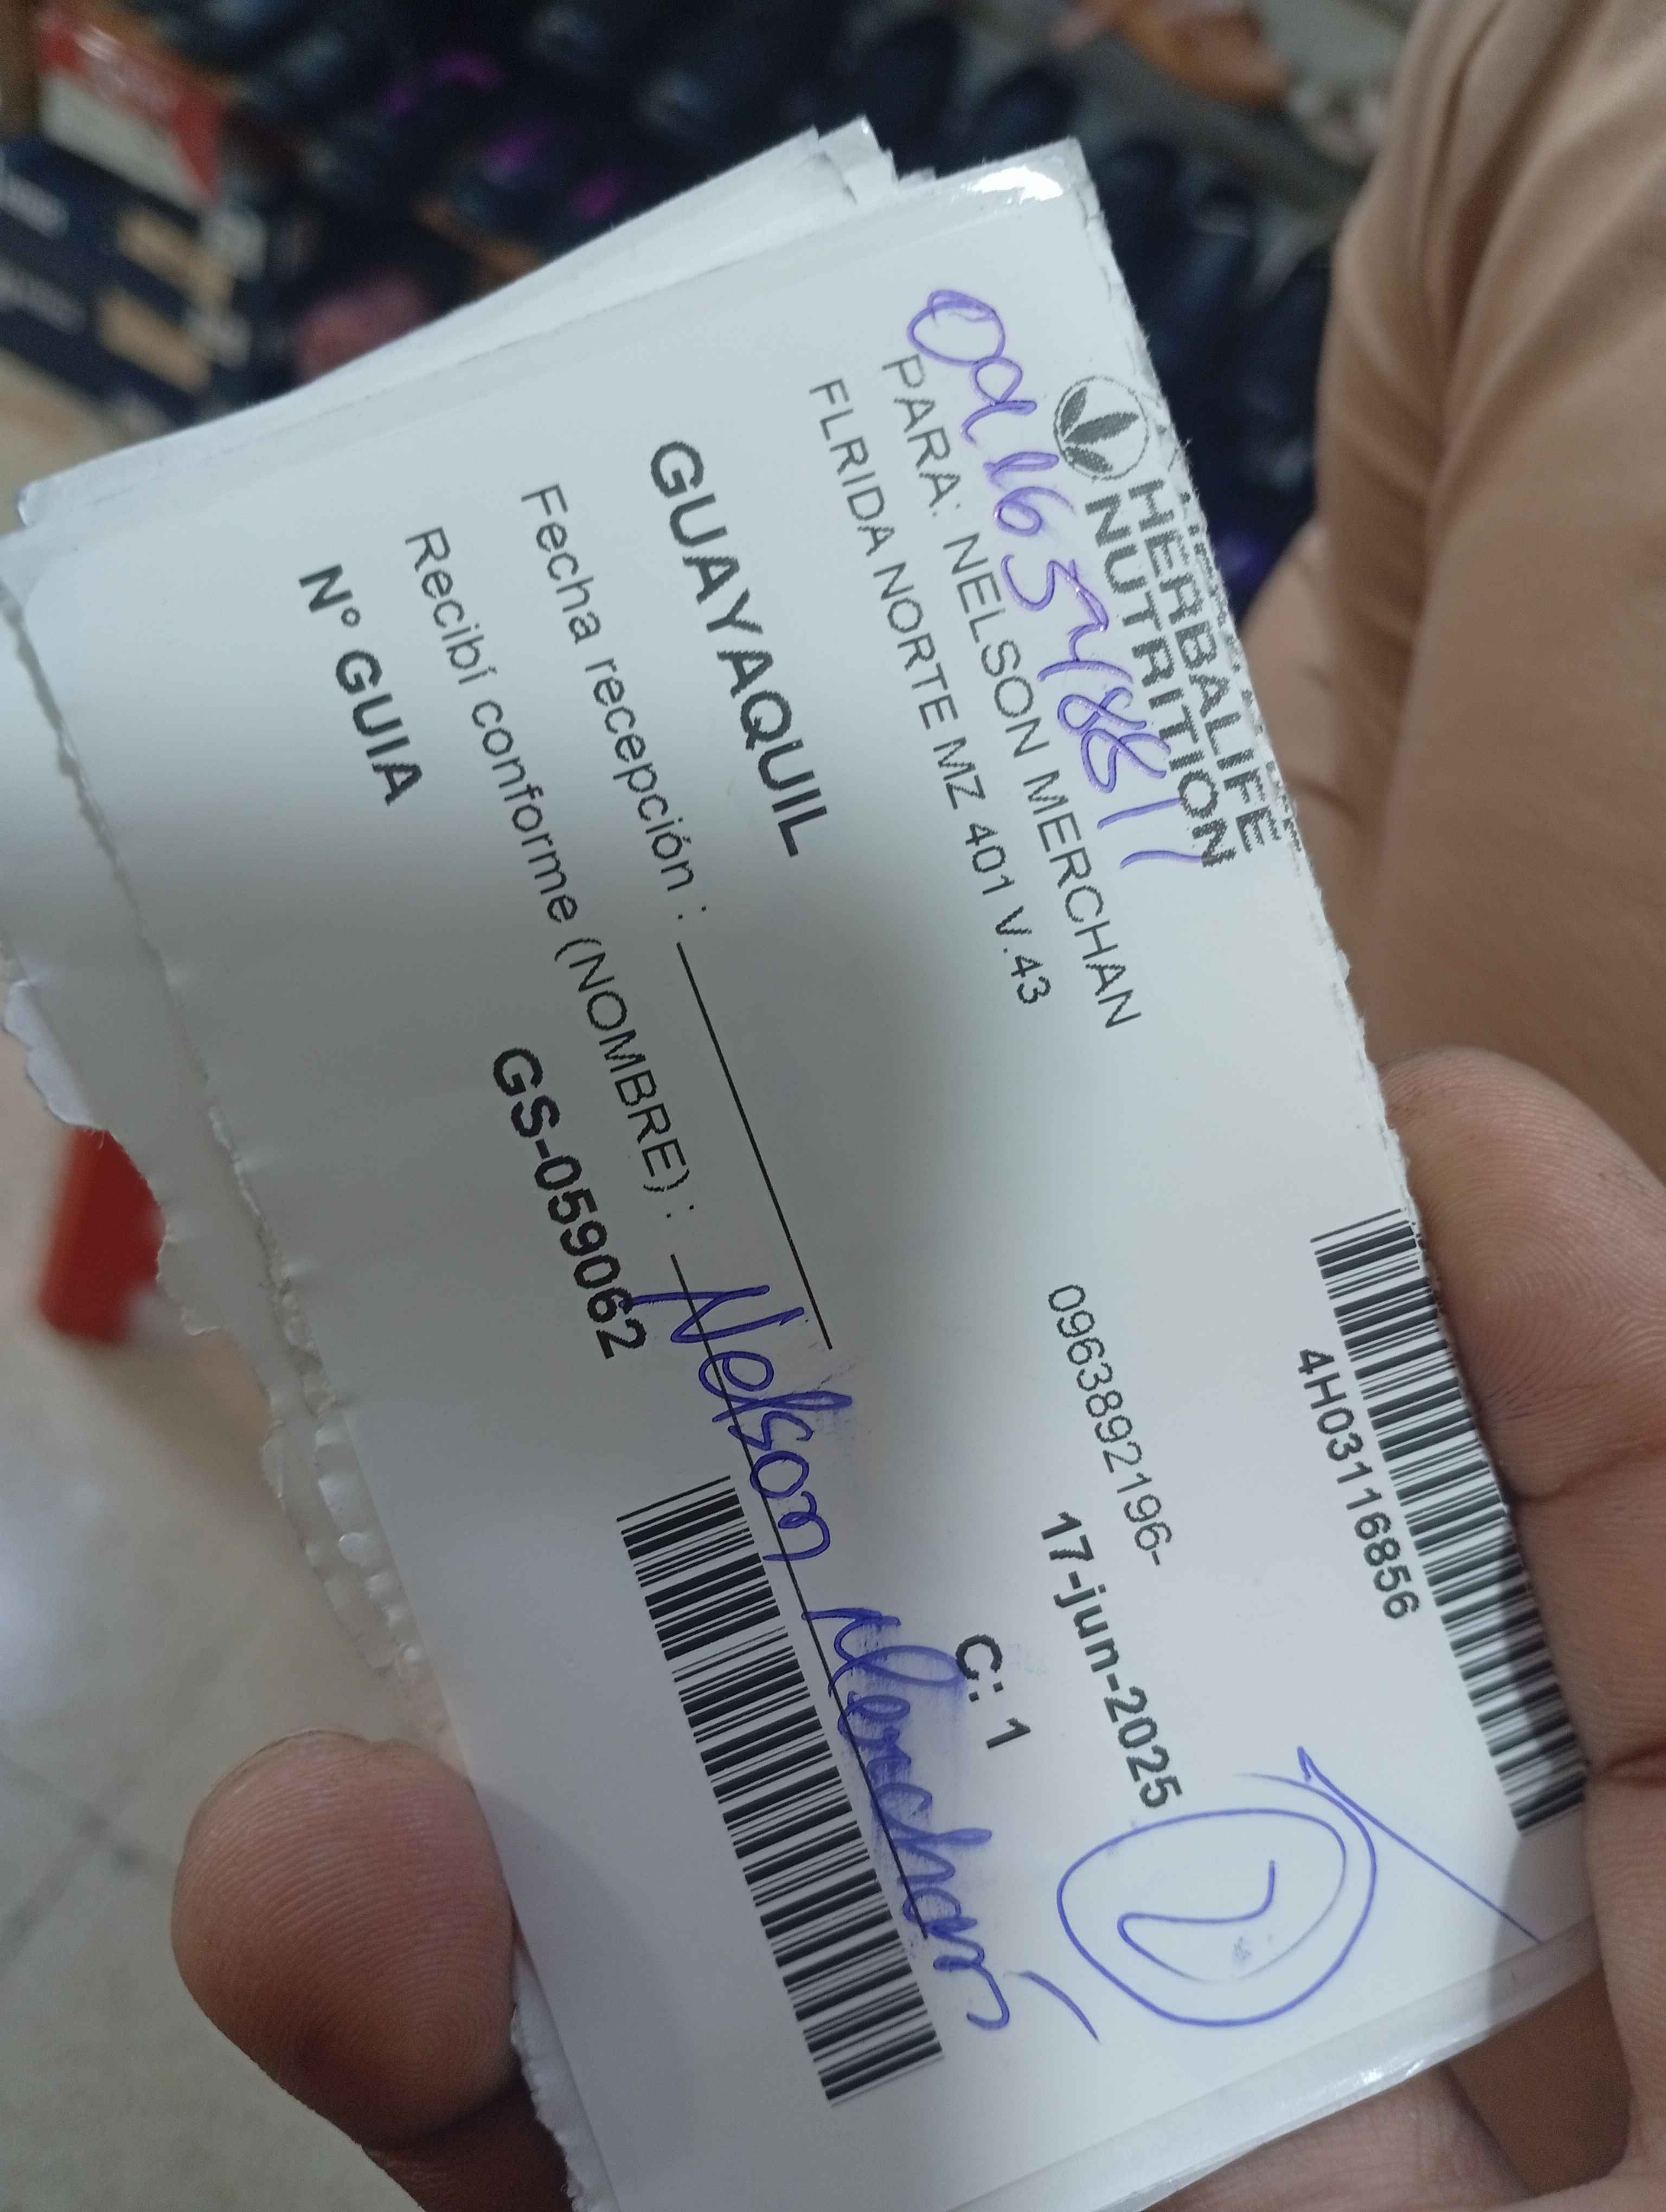 HERBALIFE
NUTRITION
4H03116856
PARA: NELSON MERCHAN
0963892196-
FLRIDA NORTE MZ 401 V.43
17-jun-2025
C: 1
GUAYAQUIL
Fecha recepción :
Recibí conforme (NOMBRE) : Nelson Merchan
Nº GUIA GS-059062